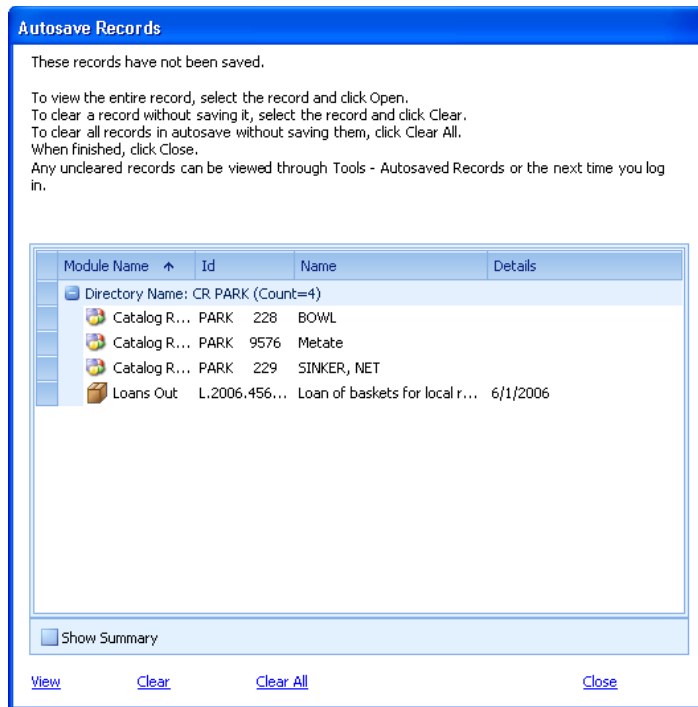 Autosave Records
These records have not been saved.
To view the entire record, select the record and click Open.
To clear a record without saving it, select the record and click Clear.
To clear all records in autosave without saving them, click Clear All.
When finished, click Close.
Any uncleared records can be viewed through Tools - Autosaved Records or the next time you log
in.
Module Name Id Name Details
Directory Name: CR PARK (Count=4)
Catalog R... PARK 228 BOWL
Catalog R... PARK 9576 Metate
Catalog R... PARK 229 SINKER, NET
Loans Out L.2006.456... Loan of baskets for local r... 6/1/2006
Show Summary
View Clear Clear All Close